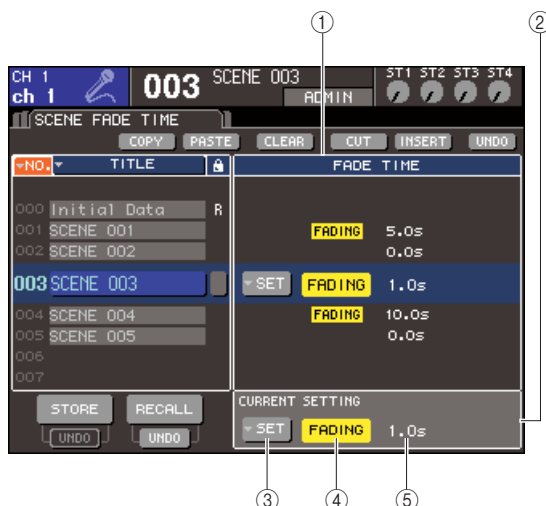 ① ②
CH 1
ch 1
003 SCENE 003
ADMIN
ST1 ST2 ST3 ST4
SCENE FADE TIME
COPY PASTE CLEAR CUT INSERT UNDO
NO. TITLE FADE TIME
000 Initial Data R
001 SCENE 001 FADING 5.0s
002 SCENE 002 0.0s
003 SCENE 003 SET FADING 1.0s
004 SCENE 004 FADING 10.0s
005 SCENE 005 0.0s
006
007
STORE RECALL
UNDO UNDO
CURRENT SETTING
SET FADING 1.0s
③ ④ ⑤